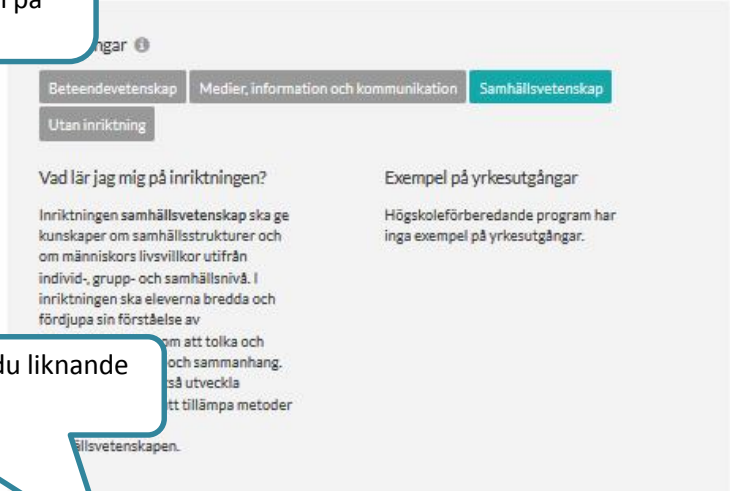 på
ngar
Beteendevetenskap Medier, information och kommunikation Samhällsvetenskap
Utan inriktning
Vad lär jag mig på inriktningen?
Inriktningen samhällsvetenskap ska ge
kunskaper om samhällsstrukturer och
om människors livsvillkor utifrån
individ-, grupp- och samhällsnivå. I
inriktningen ska eleverna bredda och
fördjupa sin förståelse av
om att tolka och
och sammanhang.
så utveckla
tt tillämpa metoder
ällsvetenskapen.
Exempel på yrkesutgångar
Högskoleförberedande program har
inga exempel på yrkesutgångar.
du liknande